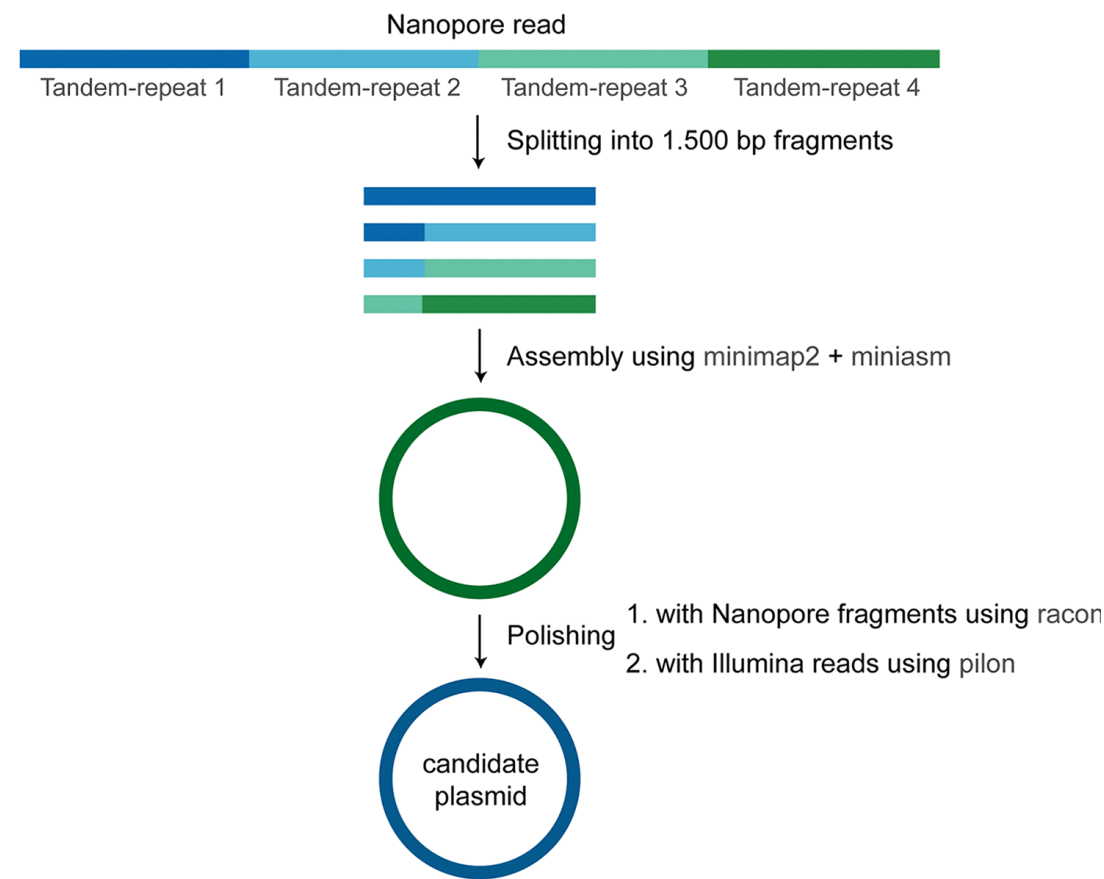 Nanopore read
Tandem-repeat 1 Tandem-repeat 2 Tandem-repeat 3 Tandem-repeat 4
Splitting into 1.500 bp fragments
Assembly using minimap2 + miniasm
Polishing
1. with Nanopore fragments using racon
2. with Illumina reads using pilon
candidate
plasmid